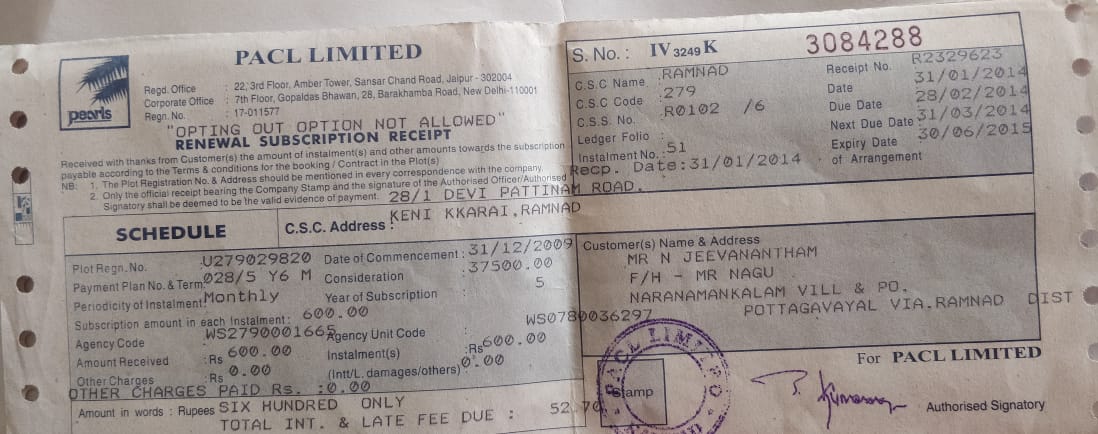 PACL LIMITED
pearls
Regd. Office : 22, 3rd Floor, Amber Tower, Sansar Chand Road, Jaipur - 302004
Corporate Office : 7th Floor, Gopaldas Bhawan, 28, Barakhamba Road, New Delhi-110001
Regn. No. : 17-011577
"OPTING OUT OPTION NOT ALLOWED"
RENEWAL SUBSCRIPTION RECEIPT
Received with thanks from Customer(s) the amount of instalment(s) and other amounts towards the subscription
payable according to the Terms & conditions for the booking / Contract in the Plot(s)
NB: 1. The Plot Registration No. & Address should be mentioned in every correspondence with the company.
2. Only the official receipt bearing the Company Stamp and the signature of the Authorised Officer/Authorised
Signatory shall be deemed to be the valid evidence of payment.
S. No. : IV 3249 K 3084288
C.S.C Name : RAMNAD
C.S.C Code : 279
C.S.S. No. : R0102 /6
Ledger Folio :
Instalment No. : 51
Recp. Date:31/01/2014
Receipt No. R2329623
Date 31/01/2014
Due Date 28/02/2014
Next Due Date 31/03/2014
Expiry Date of Arrangement 30/06/2015
SCHEDULE
C.S.C. Address : 28/1 DEVI PATTINAM ROAD,
KENI KKARAI,RAMNAD
Plot Regn. No. : U279029820 Date of Commencement : 31/12/2009
Payment Plan No. & Term : 028/5 Y6 M Consideration : 37500.00
Periodicity of Instalment : Monthly Year of Subscription 5
Subscription amount in each Instalment : 600.00
Agency Code WS2790001665 Agency Unit Code : WS0780036297
Amount Received :Rs 600.00 Instalment(s) :Rs 600.00
Other Charges :Rs 0.00 (Intt/L. damages/others) 0.00
OTHER CHARGES PAID Rs. :0.00
Amount in words : Rupees SIX HUNDRED ONLY
TOTAL INT. & LATE FEE DUE : 52.70
Customer(s) Name & Address
MR N JEEVANANTHAM
F/H - MR NAGU
NARANAMANKALAM VILL & PO.
POTTAGAVAYAL VIA.RAMNAD DIST
PACL LIMITED
Stamp
For PACL LIMITED
Authorised Signatory